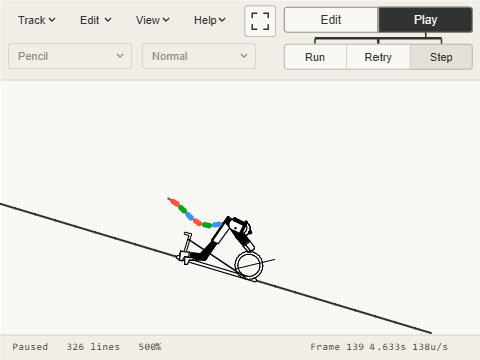 Track Edit View Help Edit Play
Pencil Normal Run Retry Step
Paused 326 lines 500% Frame 139 4.633s 138u/s